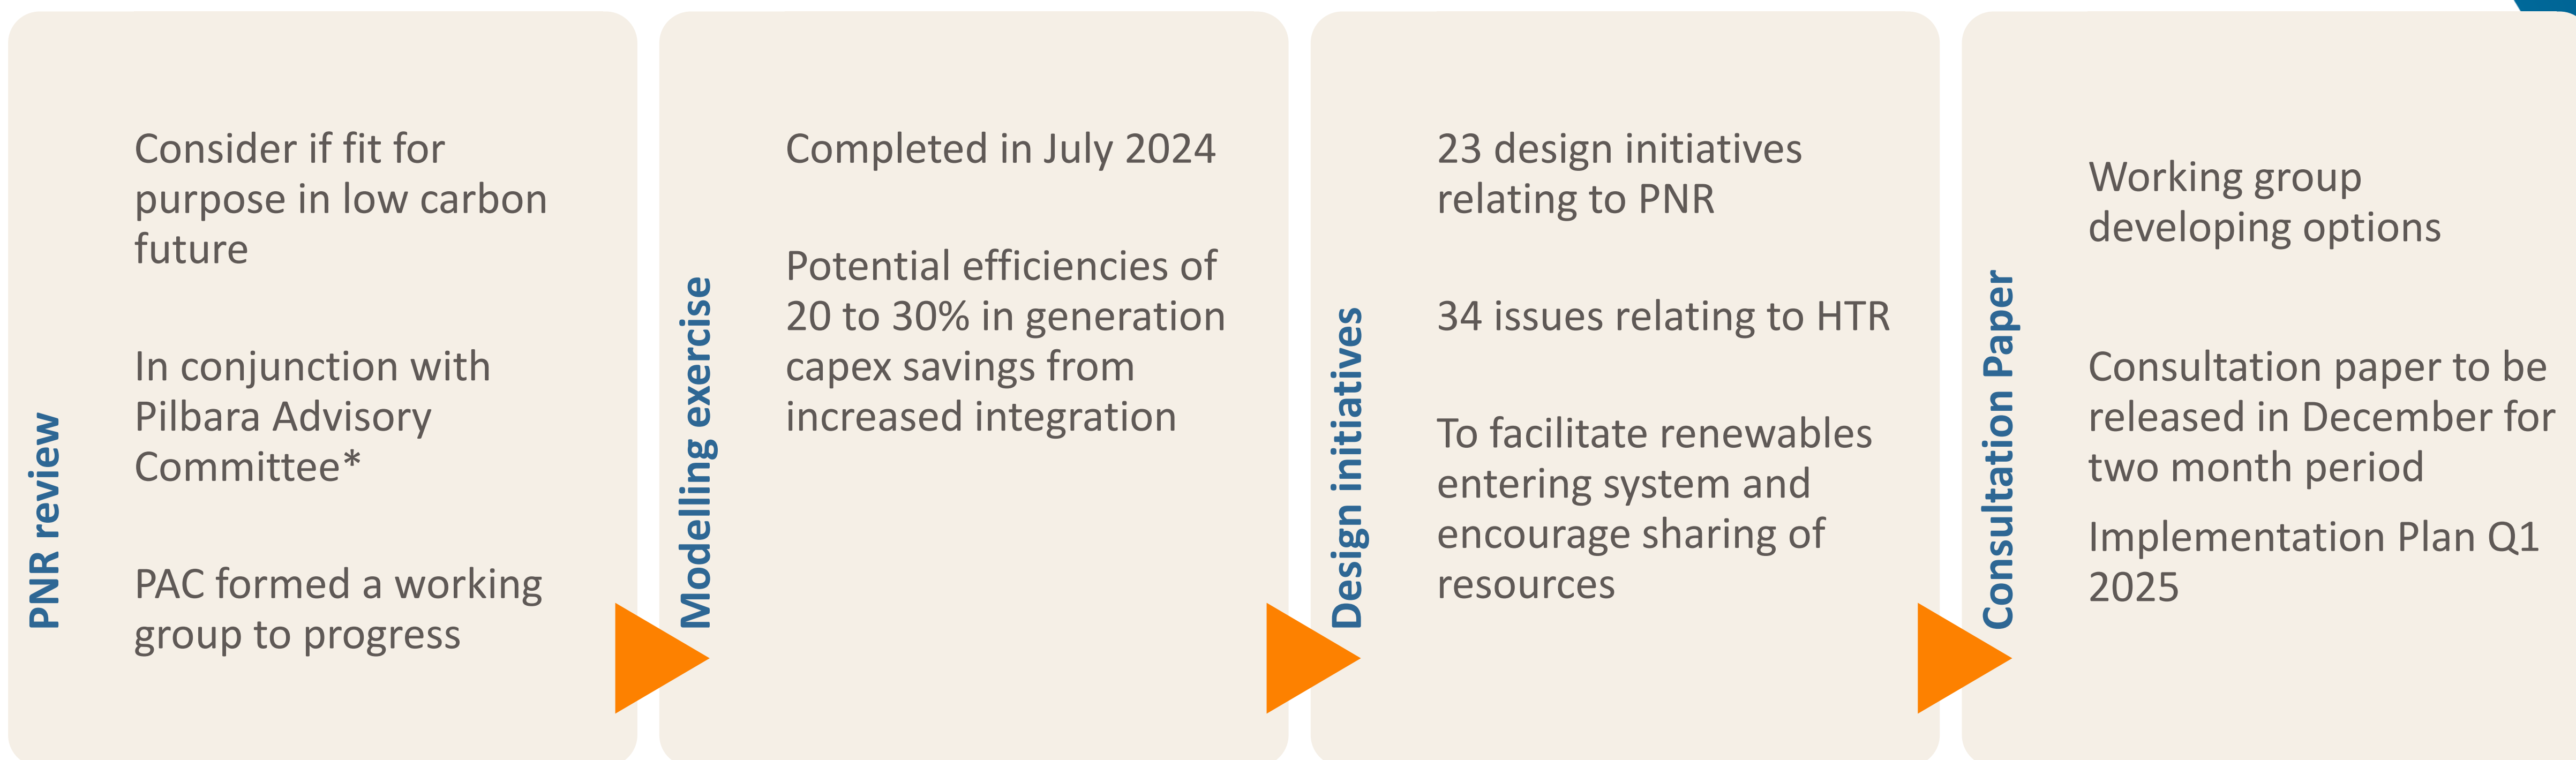 PNR review
Consider if fit for
purpose in low carbon
future
In conjunction with
Pilbara Advisory
Committee*
PAC formed a working
group to progress
Modelling exercise
Completed in July 2024
Potential efficiencies of
20 to 30% in generation
capex savings from
increased integration
Design initiatives
23 design initiatives
relating to PNR
34 issues relating to HTR
To facilitate renewables
entering system and
encourage sharing of
resources
Consultation Paper
Working group
developing options
Consultation paper to be
released in December for
two month period
Implementation Plan Q1
2025